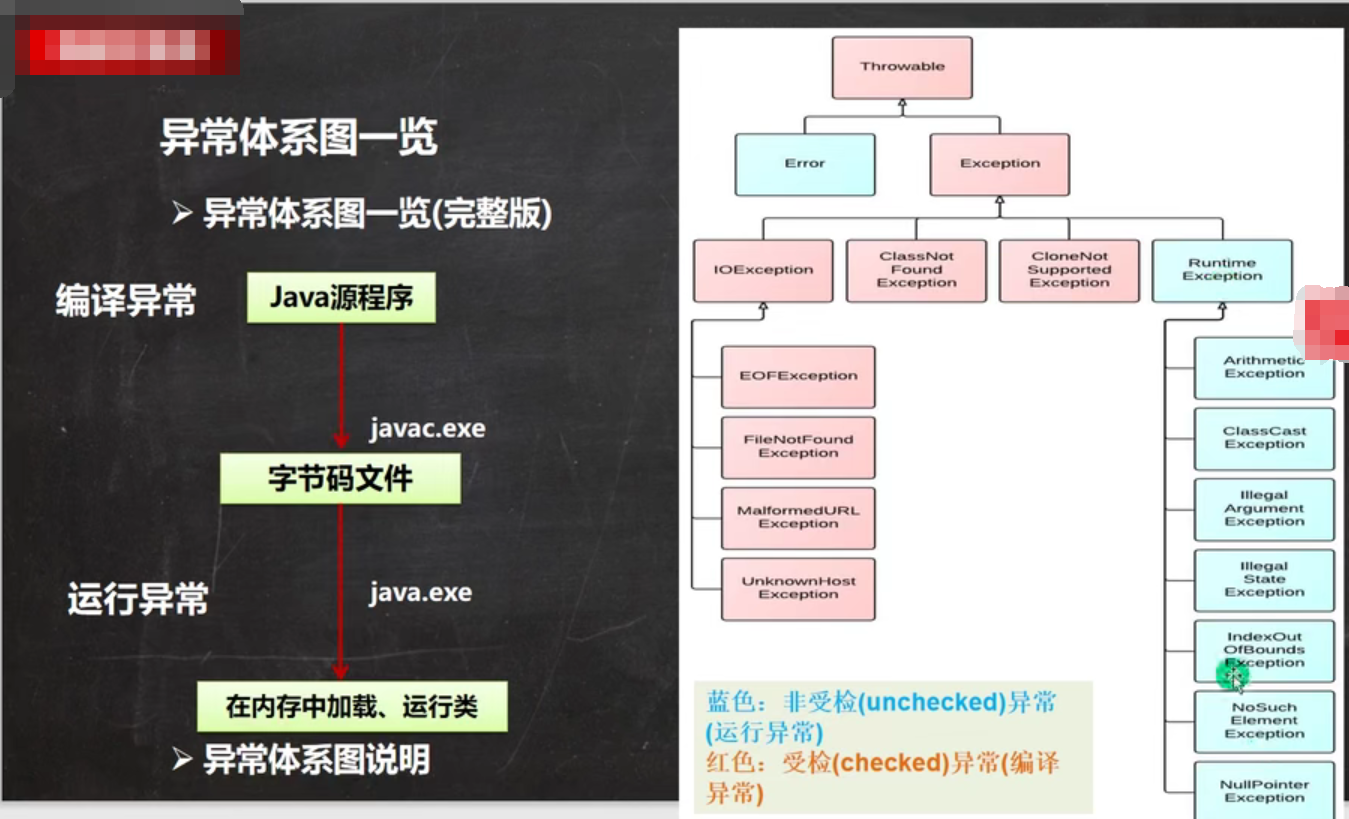 异常体系图一览
➢ 异常体系图一览(完整版)
编译异常
Java源程序
javac.exe
字节码文件
运行异常
java.exe
在内存中加载、运行类
➢ 异常体系图说明
Throwable
Error
Exception
IOException
ClassNot
Found
Exception
CloneNot
Supported
Exception
Runtime
Exception
EOFException
FileNotFound
Exception
MalformedURL
Exception
UnknownHost
Exception
Arithmetic
Exception
ClassCast
Exception
Illegal
Argument
Exception
Illegal
State
Exception
IndexOut
OfBounds
Exception
NoSuch
Element
Exception
NullPointer
Exception
蓝色：非受检(unchecked)异常
(运行异常)
红色：受检(checked)异常(编译
异常)